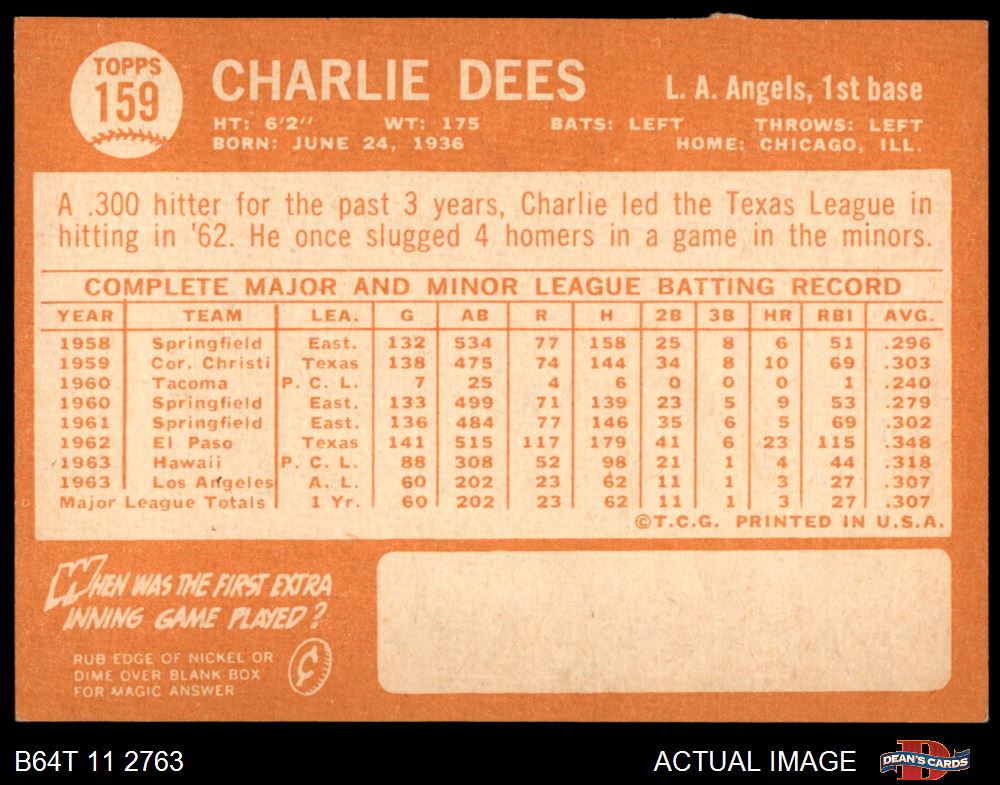 TOPPS
159
CHARLIE DEES
L. A. Angels, 1st base
HT: 6'2" WT: 175 BATS: LEFT THROWS: LEFT
BORN: JUNE 24, 1936 HOME: CHICAGO, ILL.
A .300 hitter for the past 3 years, Charlie led the Texas League in
hitting in '62. He once slugged 4 homers in a game in the minors.
COMPLETE MAJOR AND MINOR LEAGUE BATTING RECORD
YEAR TEAM LEA. G AB R H 2B 3B HR RBI AVG.
1958 Springfield East. 132 534 77 158 25 8 6 51 .296
1959 Cor. Christi Texas 138 475 74 144 34 8 10 69 .303
1960 Tacoma P. C. L. 7 25 4 6 0 0 0 1 .240
1960 Springfield East. 133 499 71 139 23 5 9 53 .279
1961 Springfield East. 136 484 77 146 35 6 5 69 .302
1962 El Paso Texas 141 515 117 179 41 6 23 115 .348
1963 Hawaii P. C. L. 88 308 52 98 21 1 4 44 .318
1963 Los Angeles A. L. 60 202 23 62 11 1 3 27 .307
Major League Totals 1 Yr. 60 202 23 62 11 1 3 27 .307
©T.C.G. PRINTED IN U.S.A.
WHEN WAS THE FIRST EXTRA
INNING GAME PLAYED?
RUB EDGE OF NICKEL OR
DIME OVER BLANK BOX
FOR MAGIC ANSWER
¢
B64T 11 2763 ACTUAL IMAGE
D
DEAN'S CARDS